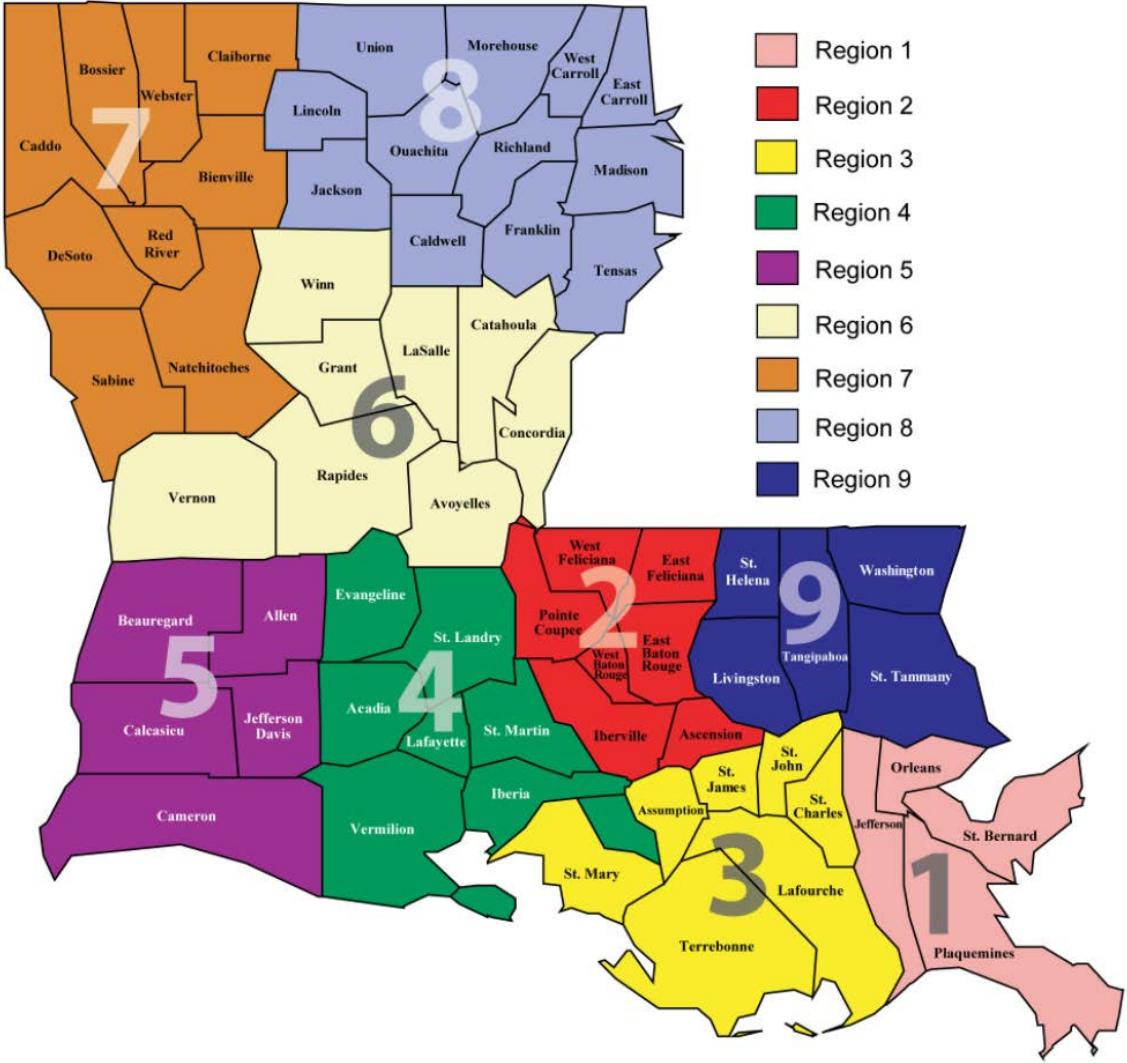 Region 1
Region 2
Region 3
Region 4
Region 5
Region 6
Region 7
Region 8
Region 9
7
Caddo
Bossier
Webster
Claiborne
Bienville
DeSoto
Red
River
Sabine
Natchitoches
8
Union
Morehouse
West
Carroll
East
Carroll
Lincoln
Ouachita
Richland
Madison
Jackson
Caldwell
Franklin
Tensas
6
Winn
Grant
LaSalle
Catahoula
Concordia
Rapides
Vernon
Avoyelles
5
Beauregard
Allen
Calcasieu
Jefferson
Davis
Cameron
4
Evangeline
St. Landry
Acadia
Lafayette
St. Martin
Iberia
Vermilion
2
West
Feliciana
East
Feliciana
Pointe
Coupee
West
Baton
Rouge
East
Baton
Rouge
Iberville
Ascension
9
St.
Helena
Washington
Tangipahoa
Livingston
St. Tammany
3
St.
James
St.
John
St.
Charles
Assumption
St. Mary
Lafourche
Terrebonne
1
Orleans
Jefferson
St. Bernard
Plaquemines